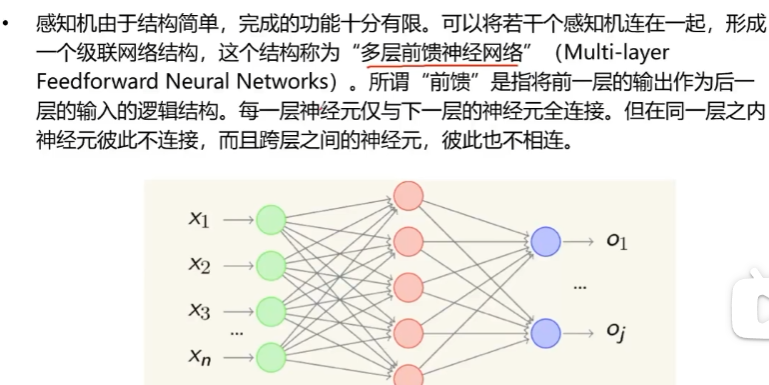 • 感知机由于结构简单，完成的功能十分有限。可以将若干个感知机连在一起，形成
一个级联网络结构，这个结构称为“多层前馈神经网络”（Multi-layer
Feedforward Neural Networks）。所谓“前馈”是指将前一层的输出作为后一
层的输入的逻辑结构。每一层神经元仅与下一层的神经元全连接。但在同一层之内，
神经元彼此不连接，而且跨层之间的神经元，彼此也不相连。
x1
o1
x2
...
x3
...
oj
xn